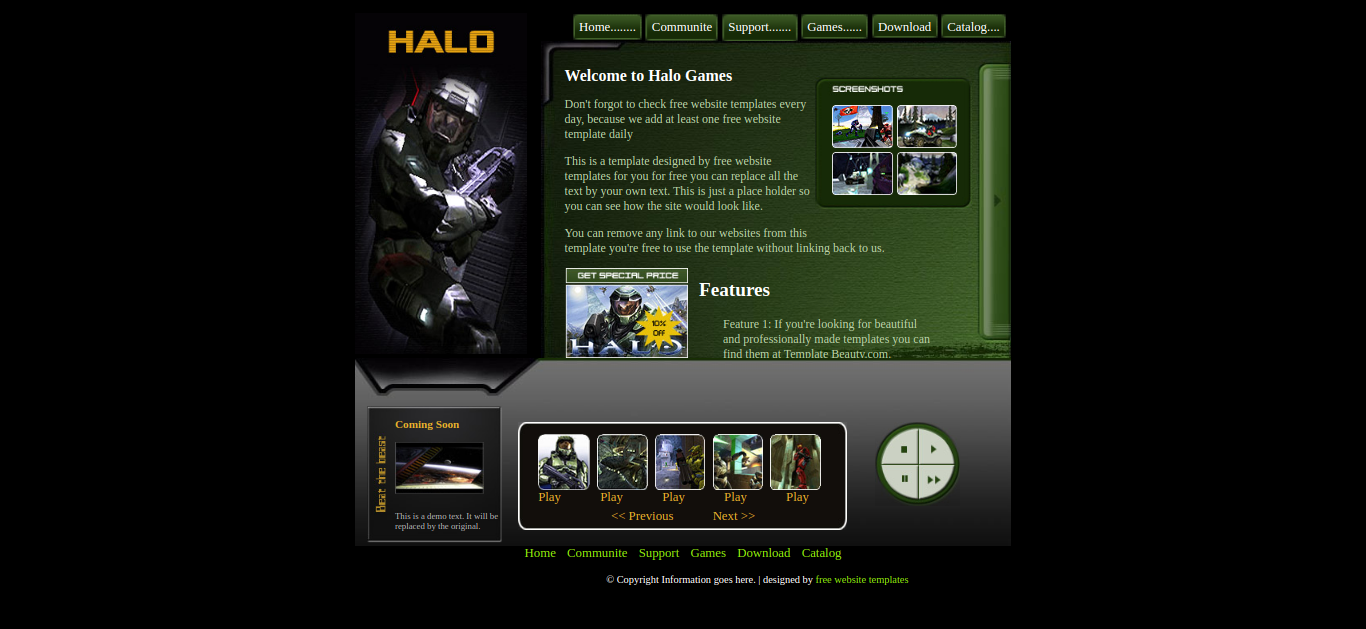 HALO
Home........ Communite Support....... Games...... Download Catalog....
Welcome to Halo Games
Don't forgot to check free website templates every
day, because we add at least one free website
template daily
This is a template designed by free website
templates for you for free you can replace all the
text by your own text. This is just a place holder so
you can see how the site would look like.
You can remove any link to our websites from this
template you're free to use the template without linking back to us.
SCREENSHOTS
GET SPECIAL PRICE
10%
OFF
HALO
Features
Feature 1: If you're looking for beautiful
and professionally made templates you can
find them at Template Beauty.com.
Beat the beast
Coming Soon
This is a demo text. It will be
replaced by the original.
Play Play Play Play Play
<< Previous Next >>
Home Communite Support Games Download Catalog
© Copyright Information goes here. | designed by free website templates